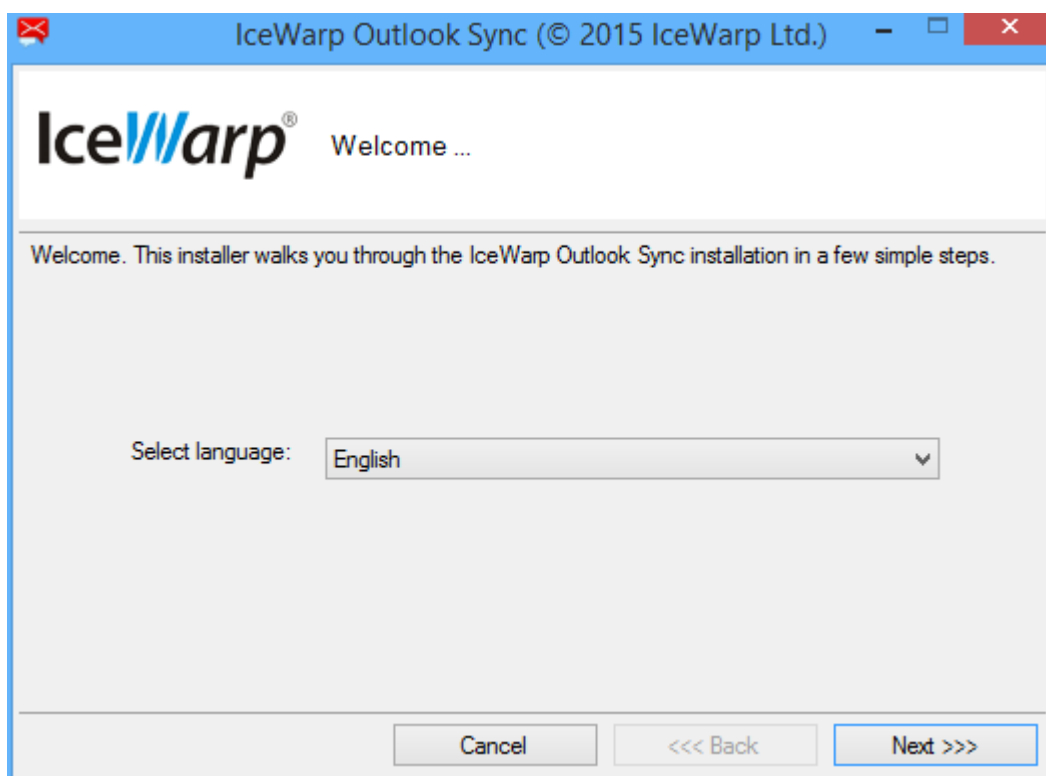 IceWarp Outlook Sync (© 2015 IceWarp Ltd.)
IceWarp®
Welcome ...
Welcome. This installer walks you through the IceWarp Outlook Sync installation in a few simple steps.
Select language:
English
Cancel
<<< Back
Next >>>